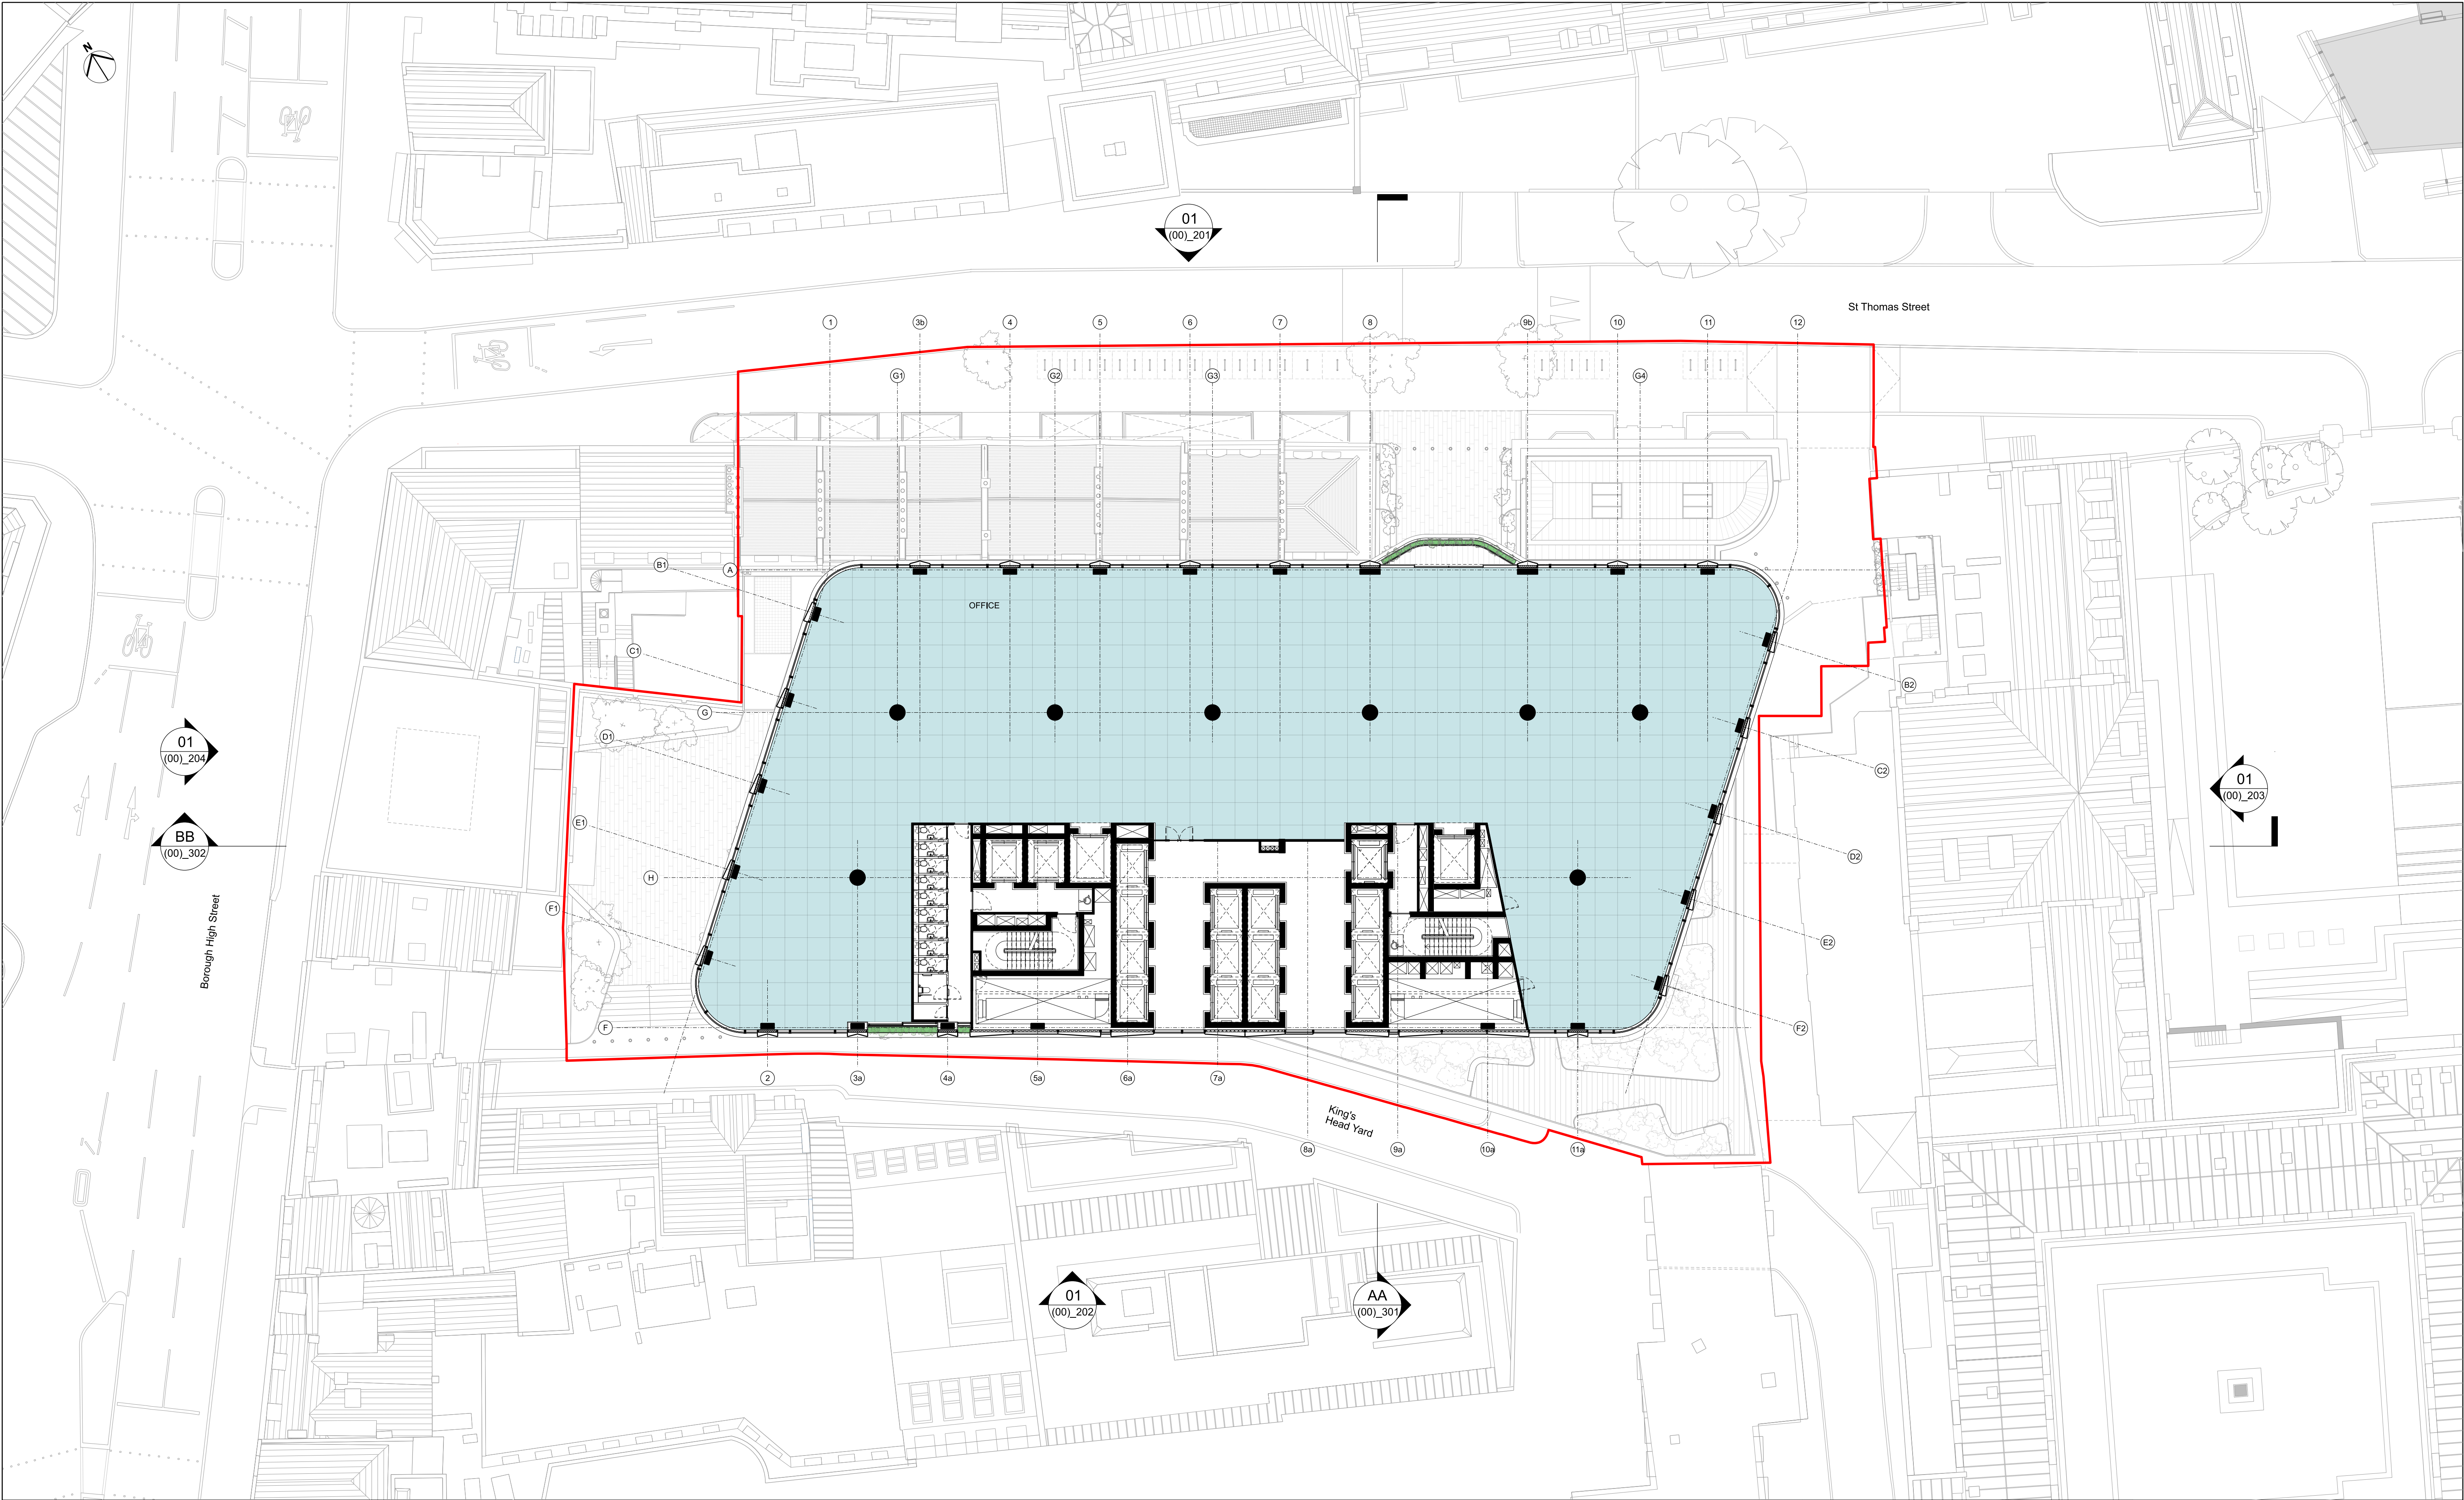 N
01
(00)_201
St Thomas Street
1
3b
4
5
6
7
8
9b
10
11
12
G1
G2
G3
G4
B1
A
OFFICE
C1
B2
G
D1
01
(00)_204
C2
01
(00)_203
E1
BB
(00)_302
D2
H
F1
Borough High Street
E2
F
F2
2
3a
4a
5a
6a
7a
King's
Head Yard
8a
9a
10a
11a
01
(00)_202
AA
(00)_301